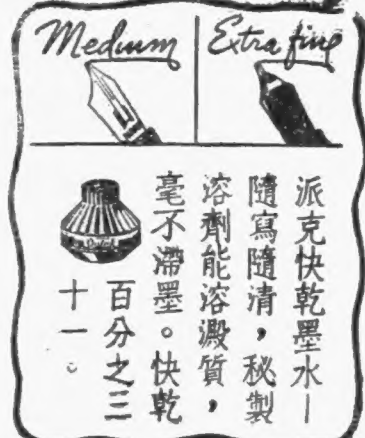 Medium
Extra fine
派克快乾墨水—
隨寫隨清，秘製
溶劑能溶澱質，
毫不滯墨。快乾
百分之三
十一。